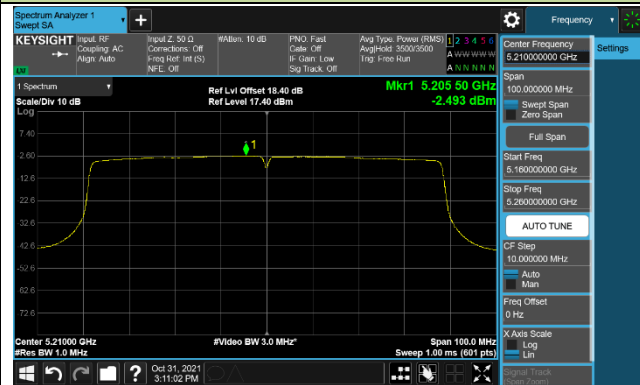 Spectrum Analyzer 1
Swept SA
Frequency
KEYSIGHT Input: RF
Coupling: AC
Align: Auto
Input Z: 50 Ω
Corrections: Off
Freq Ref: Int (S)
NFE: Off
#Atten: 10 dB
PNO: Fast
Gate: Off
IF Gain: Low
Sig Track: Off
Avg Type: Power (RMS)
Avg|Hold: 3500/3500
Trig: Free Run
1 2 3 4 5 6
A W W W W W
A N N N N N
LNI
1 Spectrum
Scale/Div 10 dB
Log
Ref Lvl Offset 18.40 dB
Ref Level 17.40 dBm
Mkr1 5.205 50 GHz
-2.493 dBm
1
7.40
-2.60
-12.6
-22.6
-32.6
-42.6
-52.6
-62.6
-72.6
Center 5.21000 GHz
#Res BW 1.0 MHz
#Video BW 3.0 MHz*
Span 100.0 MHz
Sweep 1.00 ms (601 pts)
Oct 31, 2021
3:11:02 PM
Center Frequency
5.210000000 GHz
Settings
Span
100.000000 MHz
Swept Span
Zero Span
Full Span
Start Freq
5.160000000 GHz
Stop Freq
5.260000000 GHz
AUTO TUNE
CF Step
10.000000 MHz
Auto
Man
Freq Offset
0 Hz
X Axis Scale
Log
Lin
Signal Track
(Span Zoom)